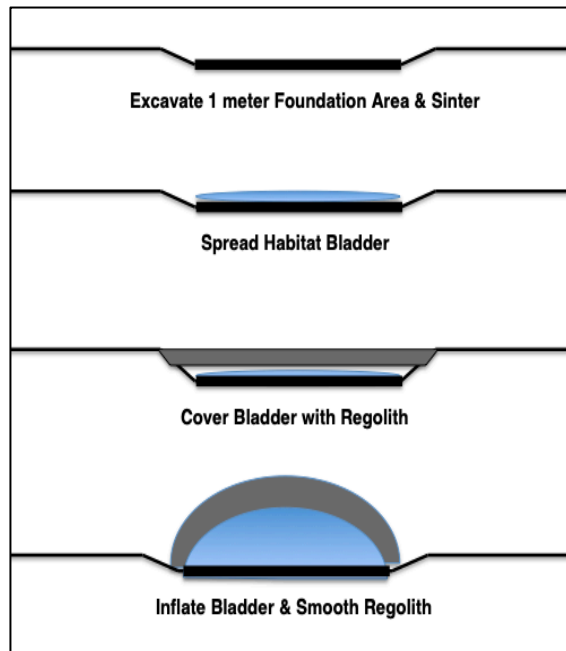 Excavate 1 meter Foundation Area & Sinter
Spread Habitat Bladder
Cover Bladder with Regolith
Inflate Bladder & Smooth Regolith